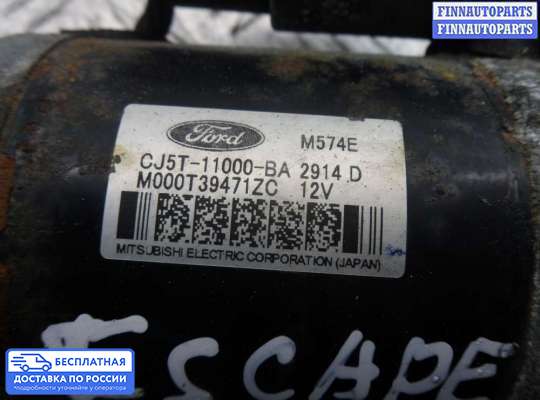 FINNAUTOPARTS
FINNAUTOPARTS
Ford
M574E
CJ5T-11000-BA 2914 D
M000T39471ZC 12V
MITSUBISHI ELECTRIC CORPORATION (JAPAN)
ESCAPE
БЕСПЛАТНАЯ
ДОСТАВКА ПО РОССИИ